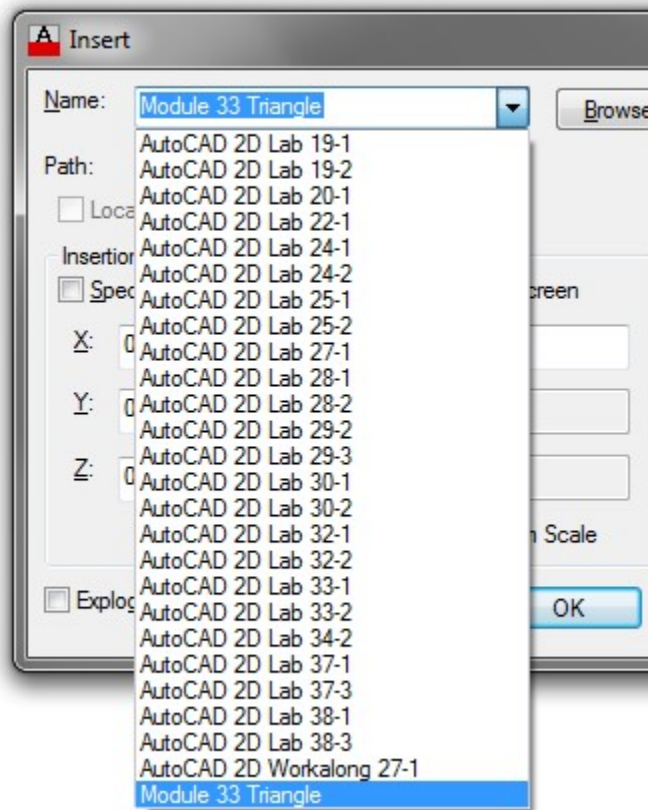 Insert
Name: Module 33 Triangle Browse
AutoCAD 2D Lab 19-1
Path: AutoCAD 2D Lab 19-2
AutoCAD 2D Lab 20-1
Loca AutoCAD 2D Lab 22-1
AutoCAD 2D Lab 24-1
Insertion AutoCAD 2D Lab 24-2
Spec AutoCAD 2D Lab 25-1 creen
AutoCAD 2D Lab 25-2
X: 0 AutoCAD 2D Lab 27-1
AutoCAD 2D Lab 28-1
Y: 0 AutoCAD 2D Lab 28-2
AutoCAD 2D Lab 29-2
AutoCAD 2D Lab 29-3
Z: 0 AutoCAD 2D Lab 30-1
AutoCAD 2D Lab 30-2
AutoCAD 2D Lab 32-1 Scale
AutoCAD 2D Lab 32-2
AutoCAD 2D Lab 33-1
Explo AutoCAD 2D Lab 33-2 OK
AutoCAD 2D Lab 34-2
AutoCAD 2D Lab 37-1
AutoCAD 2D Lab 37-3
AutoCAD 2D Lab 38-1
AutoCAD 2D Lab 38-3
AutoCAD 2D Workalong 27-1
Module 33 Triangle